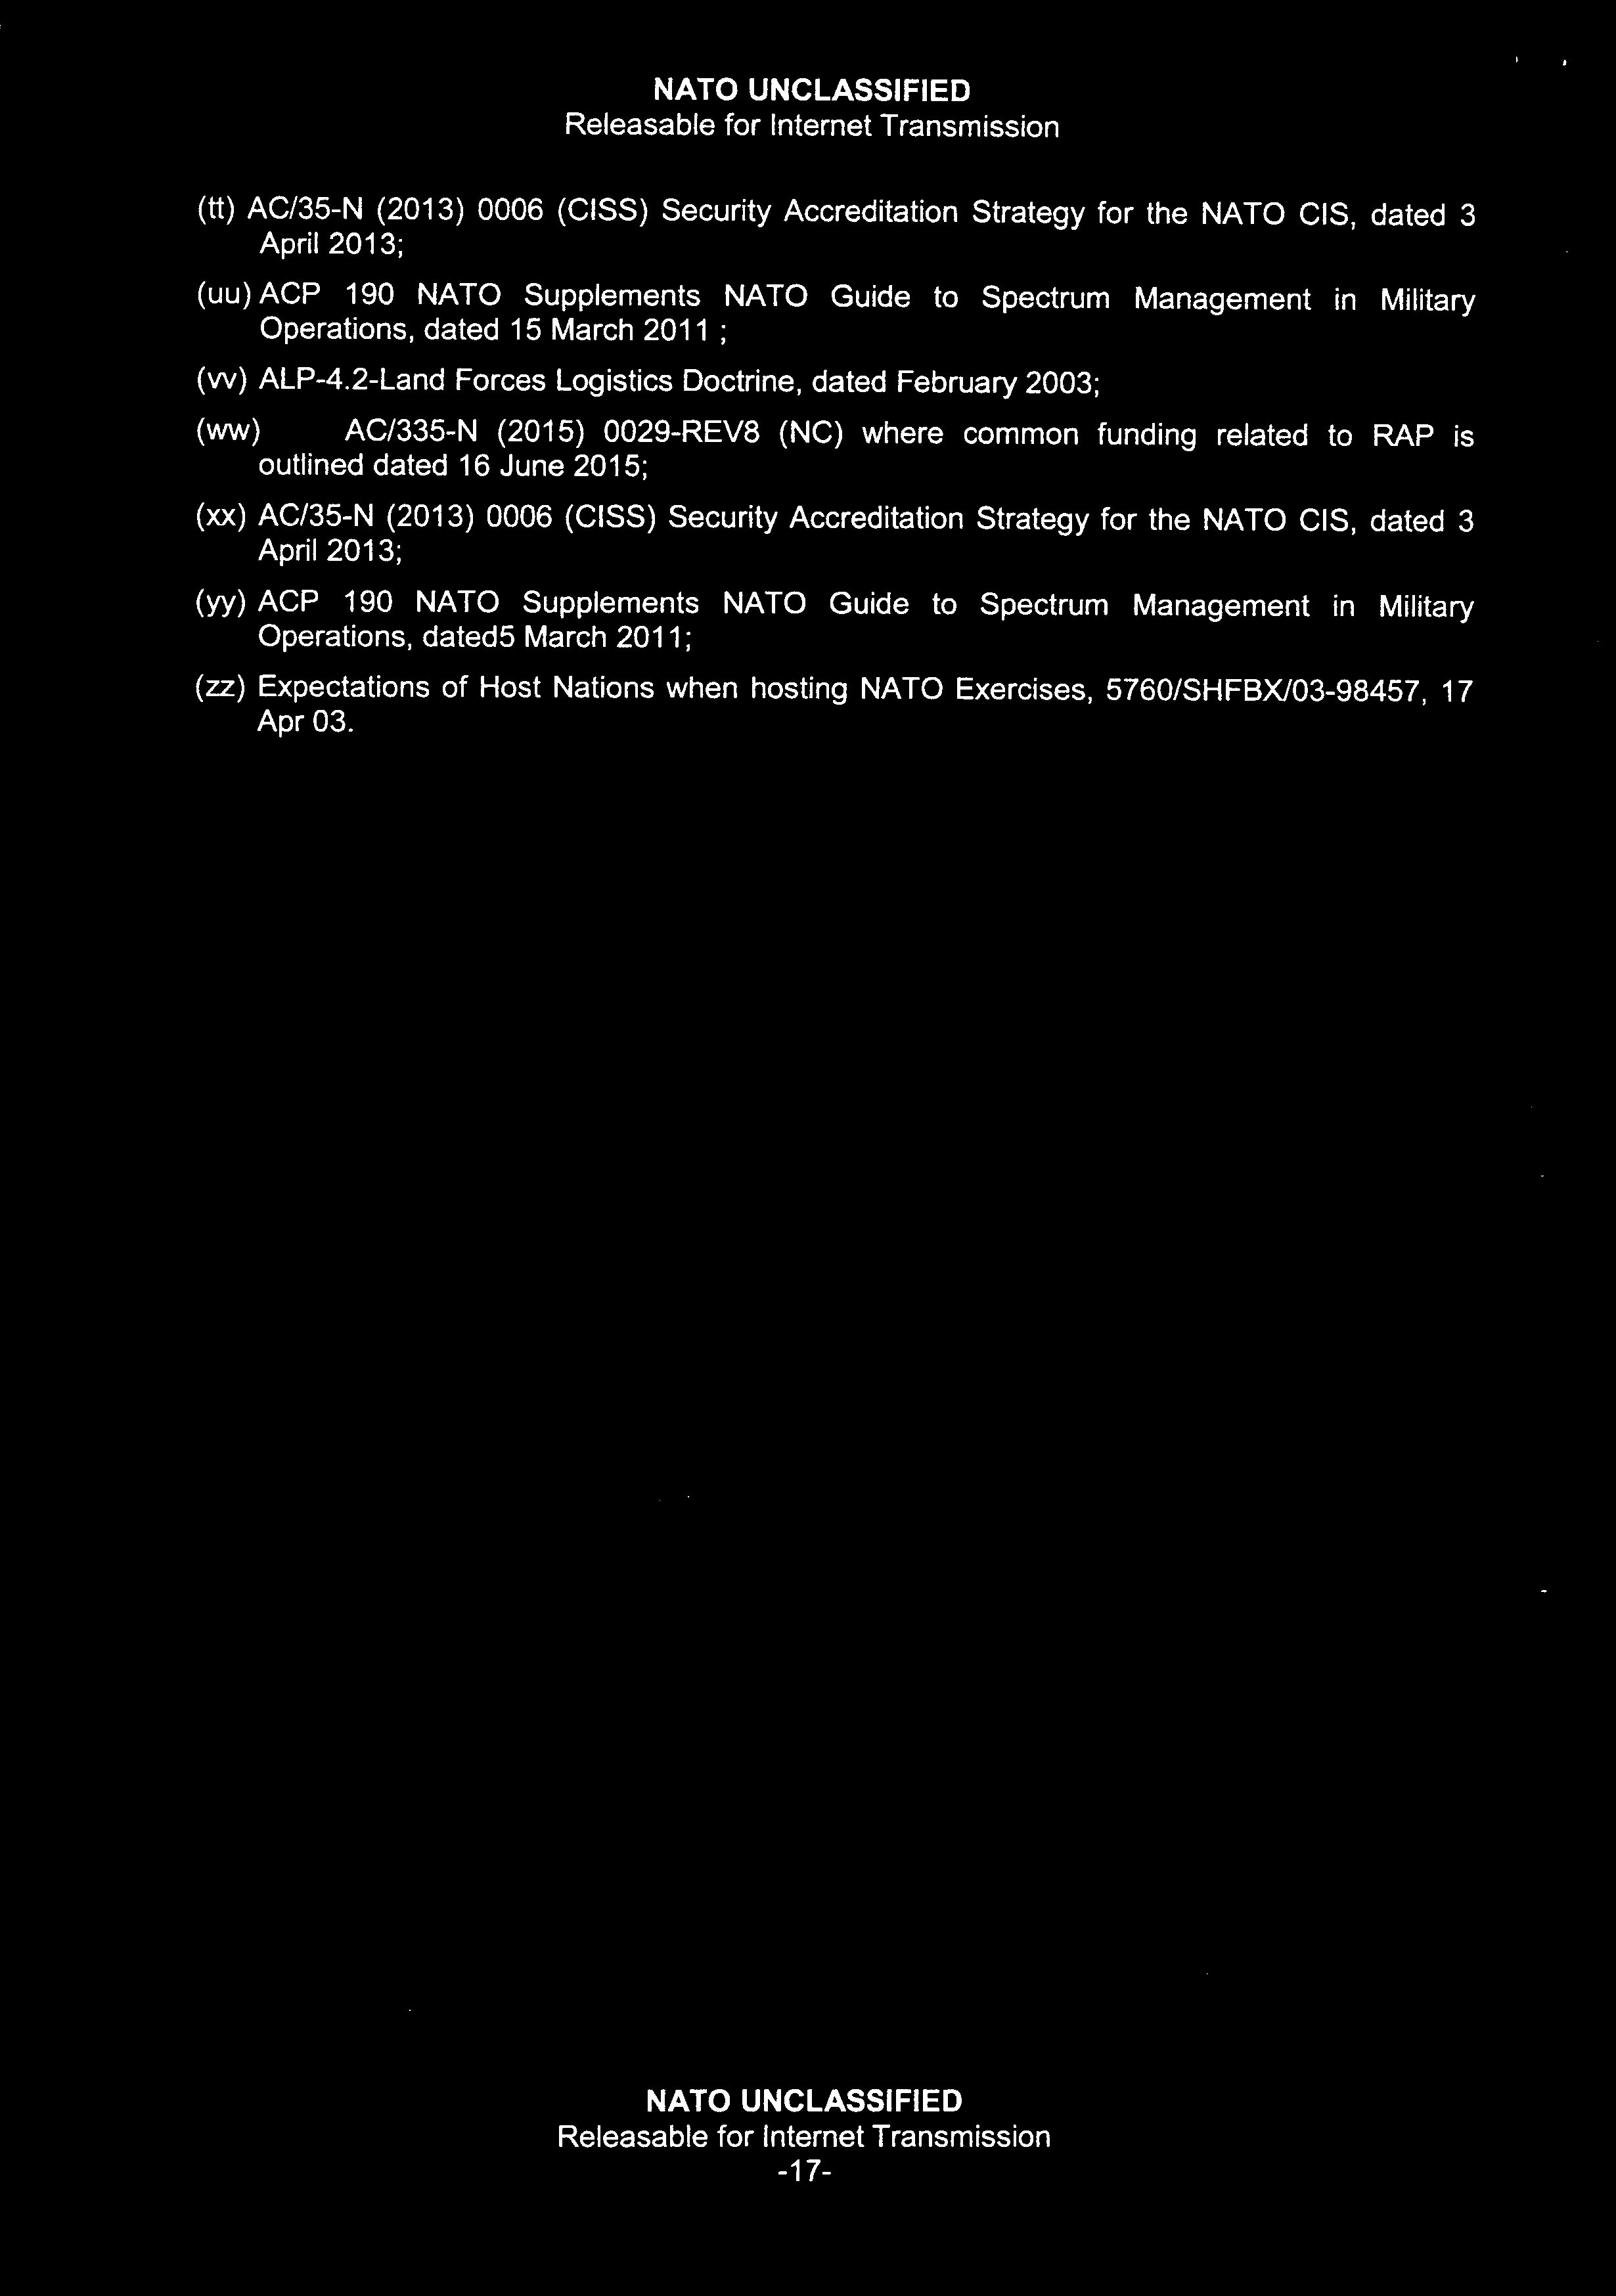 NATO UNCLASSIFIED
Releasable for Internet Transmission
(tt) AC/35-N (2013) 0006 (CISS) Security Accreditation Strategy for the NATO CIS, dated 3
April 2013;
(uu) ACP 190 NATO Supplements NATO Guide to Spectrum Management in Military
Operations, dated 15 March 2011 ;
(vv) ALP-4.2-Land Forces Logistics Doctrine, dated February 2003;
(ww) AC/335-N (2015) 0029-REV8 (NC) where common funding related to RAP is
outlined dated 16 June 2015;
(xx) AC/35-N (2013) 0006 (CISS) Security Accreditation Strategy for the NATO CIS, dated 3
April 2013;
(yy) ACP 190 NATO Supplements NATO Guide to Spectrum Management in Military
Operations, dated5 March 2011;
(zz) Expectations of Host Nations when hosting NATO Exercises, 5760/SHFBX/03-98457, 17
Apr 03.
NATO UNCLASSIFIED
Releasable for Internet Transmission
-17-